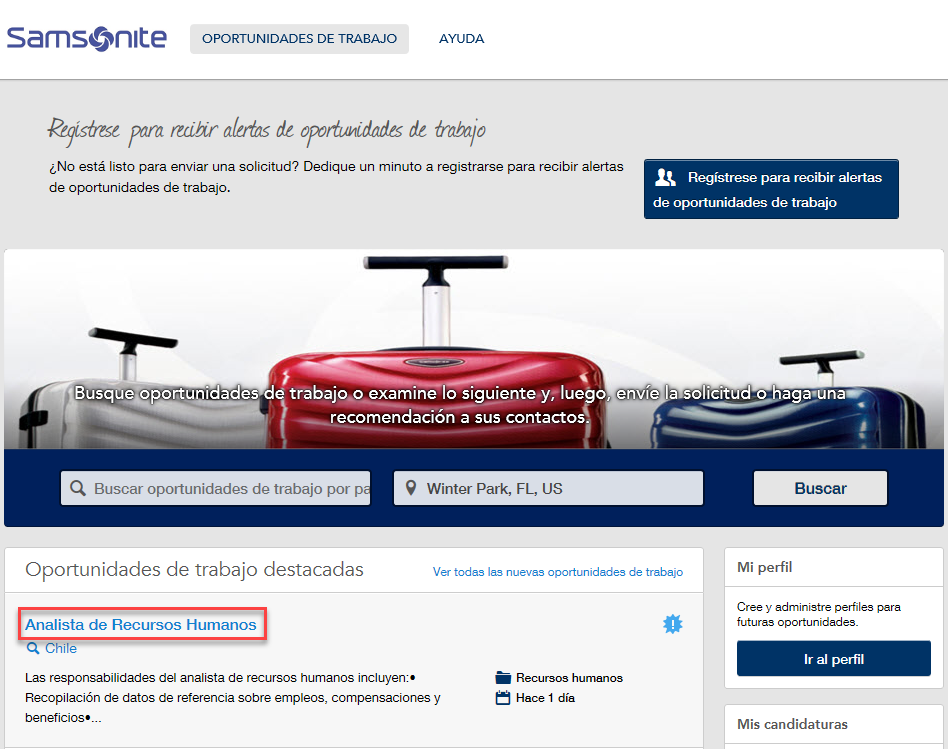 Samsonite
OPORTUNIDADES DE TRABAJO
AYUDA
Regístrese para recibir alertas de oportunidades de trabajo
¿No está listo para enviar una solicitud? Dedique un minuto a registrarse para recibir alertas
de oportunidades de trabajo.
Regístrese para recibir alertas
de oportunidades de trabajo
Busque oportunidades de trabajo o examine lo siguiente y, luego, envíe la solicitud o haga una
recomendación a sus contactos.
Buscar oportunidades de trabajo por pa
Winter Park, FL, US
Buscar
Oportunidades de trabajo destacadas
Ver todas las nuevas oportunidades de trabajo
Analista de Recursos Humanos
Chile
Las responsabilidades del analista de recursos humanos incluyen:•
Recopilación de datos de referencia sobre empleos, compensaciones y
beneficios•...
Recursos humanos
Hace 1 día
Mi perfil
Cree y administre perfiles para
futuras oportunidades.
Ir al perfil
Mis candidaturas